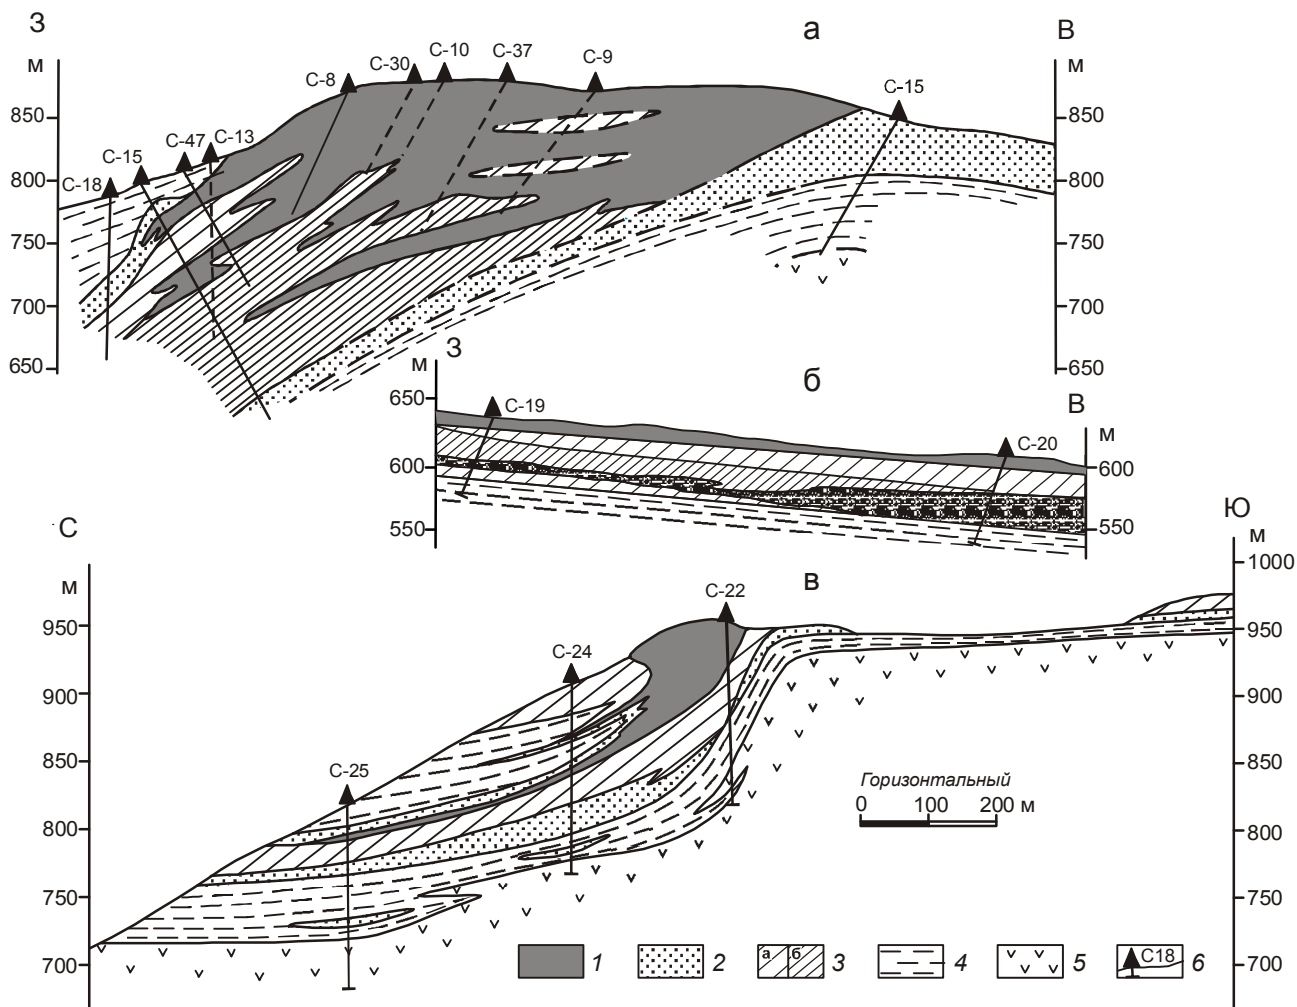 З а В
м м
С-8 С-30 С-10 С-37 С-9 С-15
С-18 С-15 С-47 С-13
850 850
800 800
750 750
700 700
650 650
З б В
м м
С-19 С-20
650
600 600
550 550
С в Ю
м м
С-22
С-24
С-25
1000
950 950
900 900
850 850
800 800
750 750
700 700
Горизонтальный
0 100 200 м
1 2 а б 3 4 5 С18 6